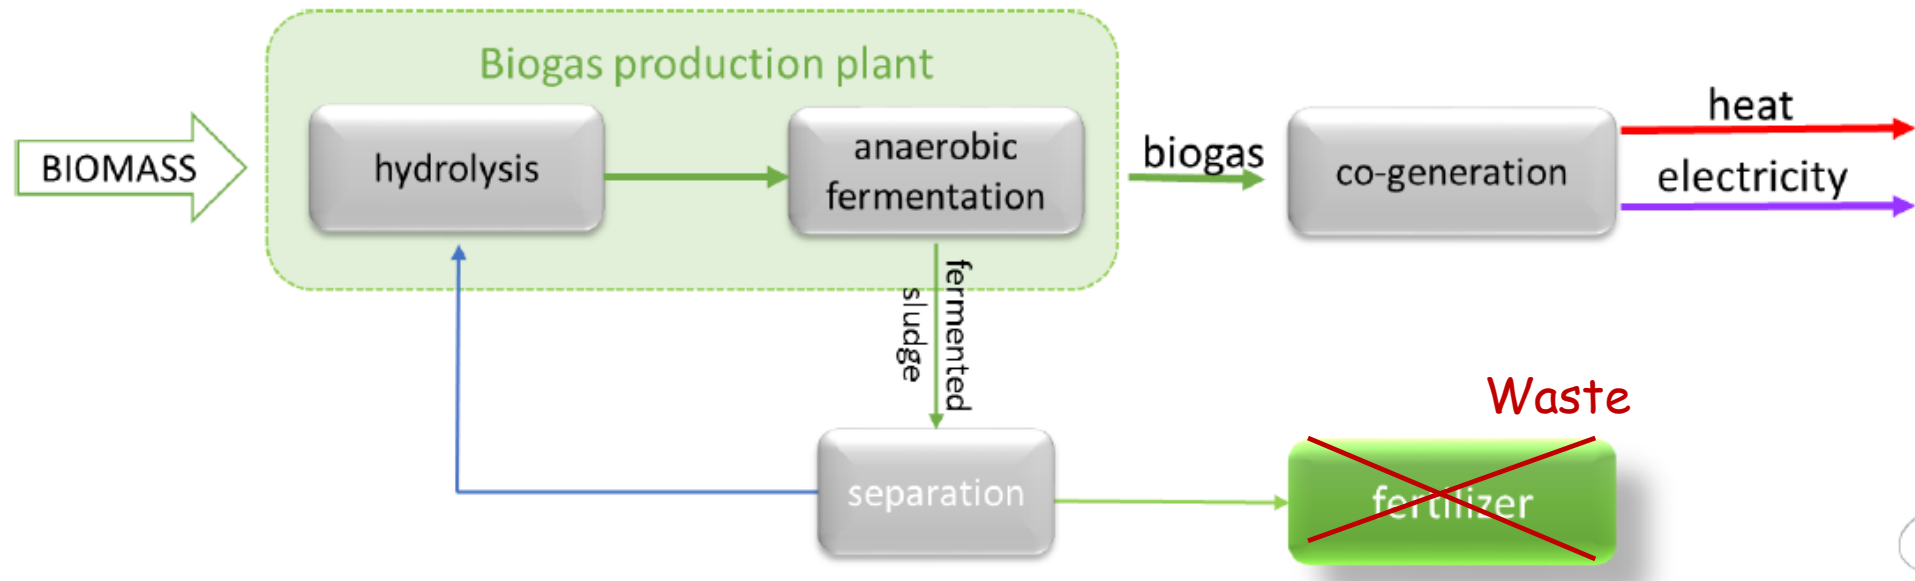 Biogas production plant
BIOMASS
hydrolysis
anaerobic
fermentation
biogas
co-generation
heat
electricity
fermented
sludge
separation
Waste
fertilizer